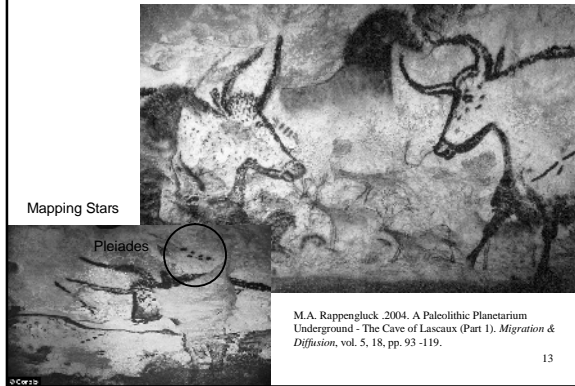 Mapping Stars
Pleiades
M.A. Rappengluck .2004. A Paleolithic Planetarium
Underground - The Cave of Lascaux (Part 1). Migration &
Diffusion, vol. 5, 18, pp. 93 -119.
13
© Corbis